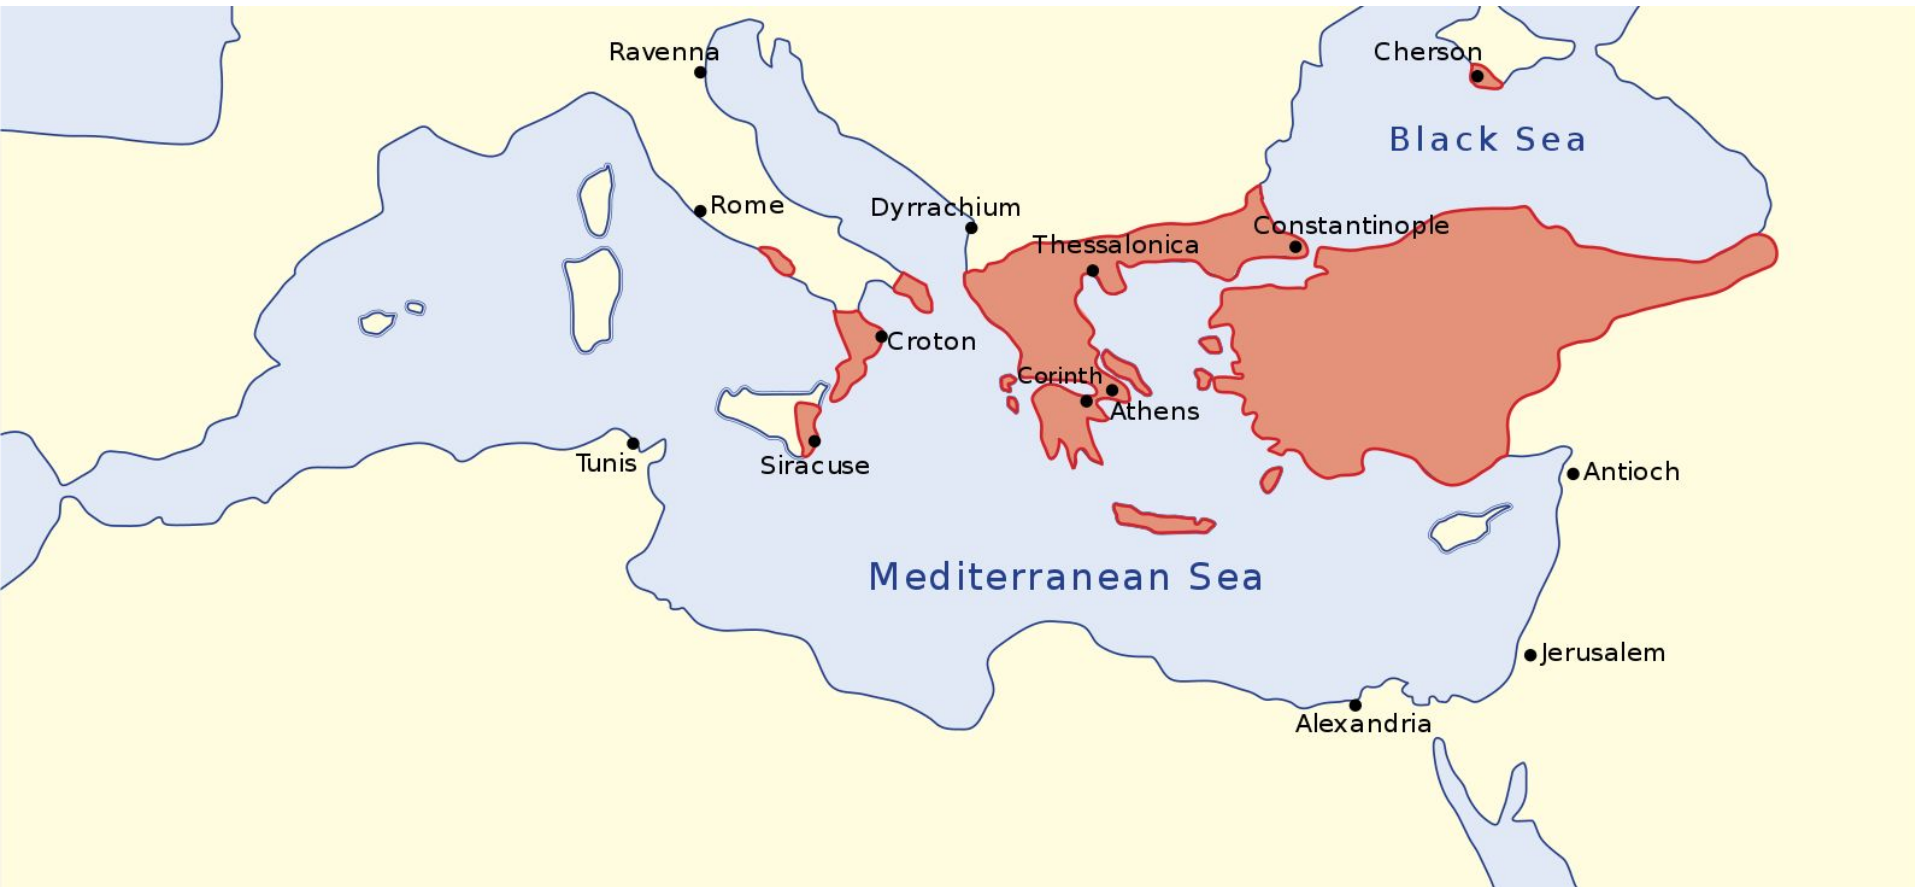 Ravenna
Cherson
Black Sea
Rome
Dyrrachium
Constantinople
Thessalonica
Croton
Corinth
Athens
Tunis
Siracuse
Antioch
Mediterranean Sea
Jerusalem
Alexandria